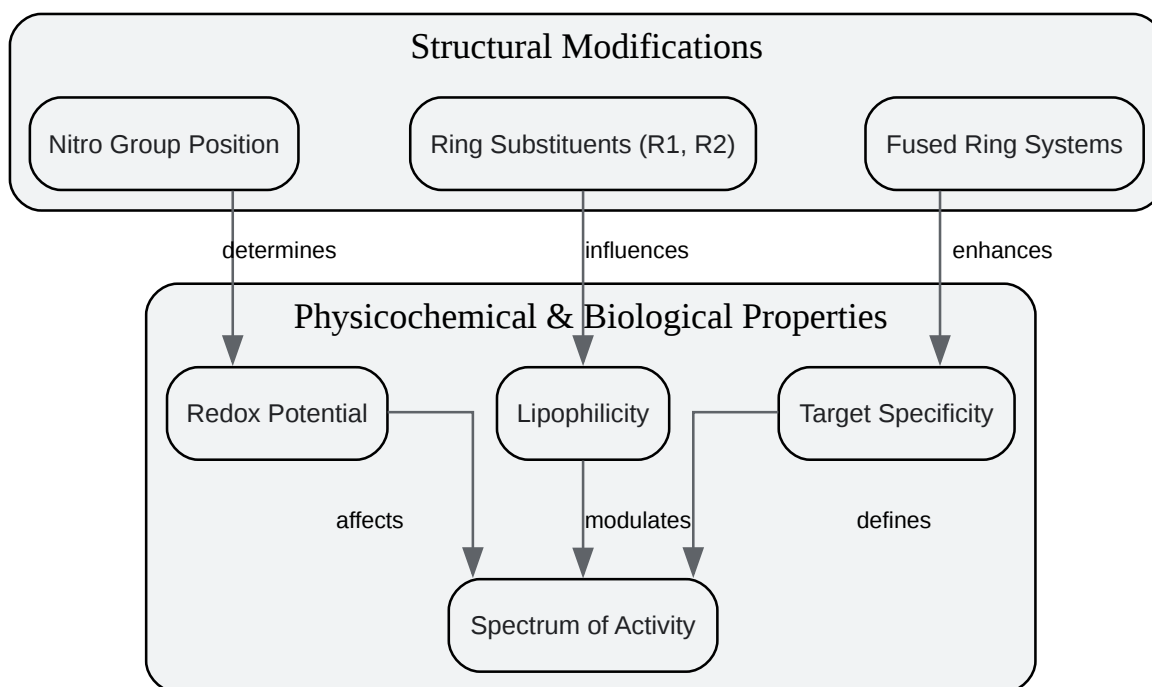 Structural Modifications
Nitro Group Position
Ring Substituents (R1, R2)
Fused Ring Systems
determines
influences
enhances
Physicochemical & Biological Properties
Redox Potential
Lipophilicity
Target Specificity
affects
modulates
defines
Spectrum of Activity